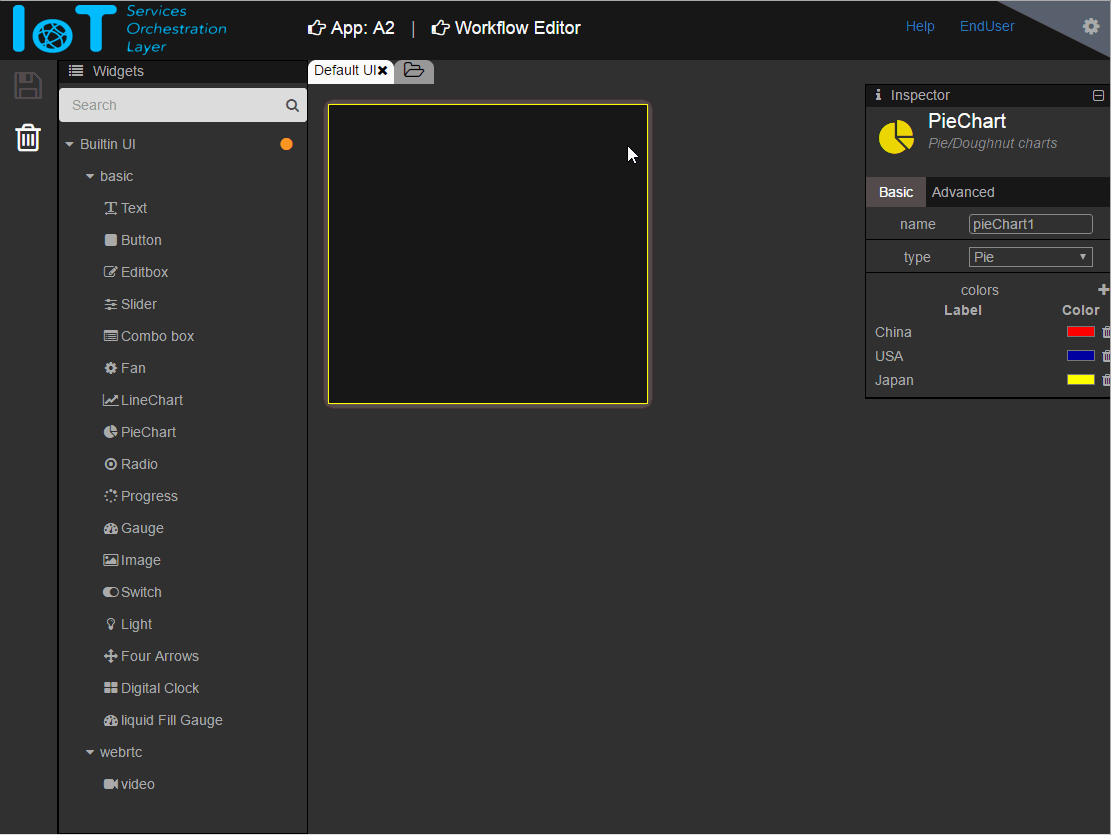 IoT Services
Orchestration
Layer
App: A2 | Workflow Editor
Help EndUser
Widgets
Search
Builtin UI
basic
Text
Button
Editbox
Slider
Combo box
Fan
LineChart
PieChart
Radio
Progress
Gauge
Image
Switch
Light
Four Arrows
Digital Clock
liquid Fill Gauge
webrtc
video
Default UI
Inspector
PieChart
Pie/Doughnut charts
Basic Advanced
name pieChart1
type Pie
colors
Label Color
China
USA
Japan